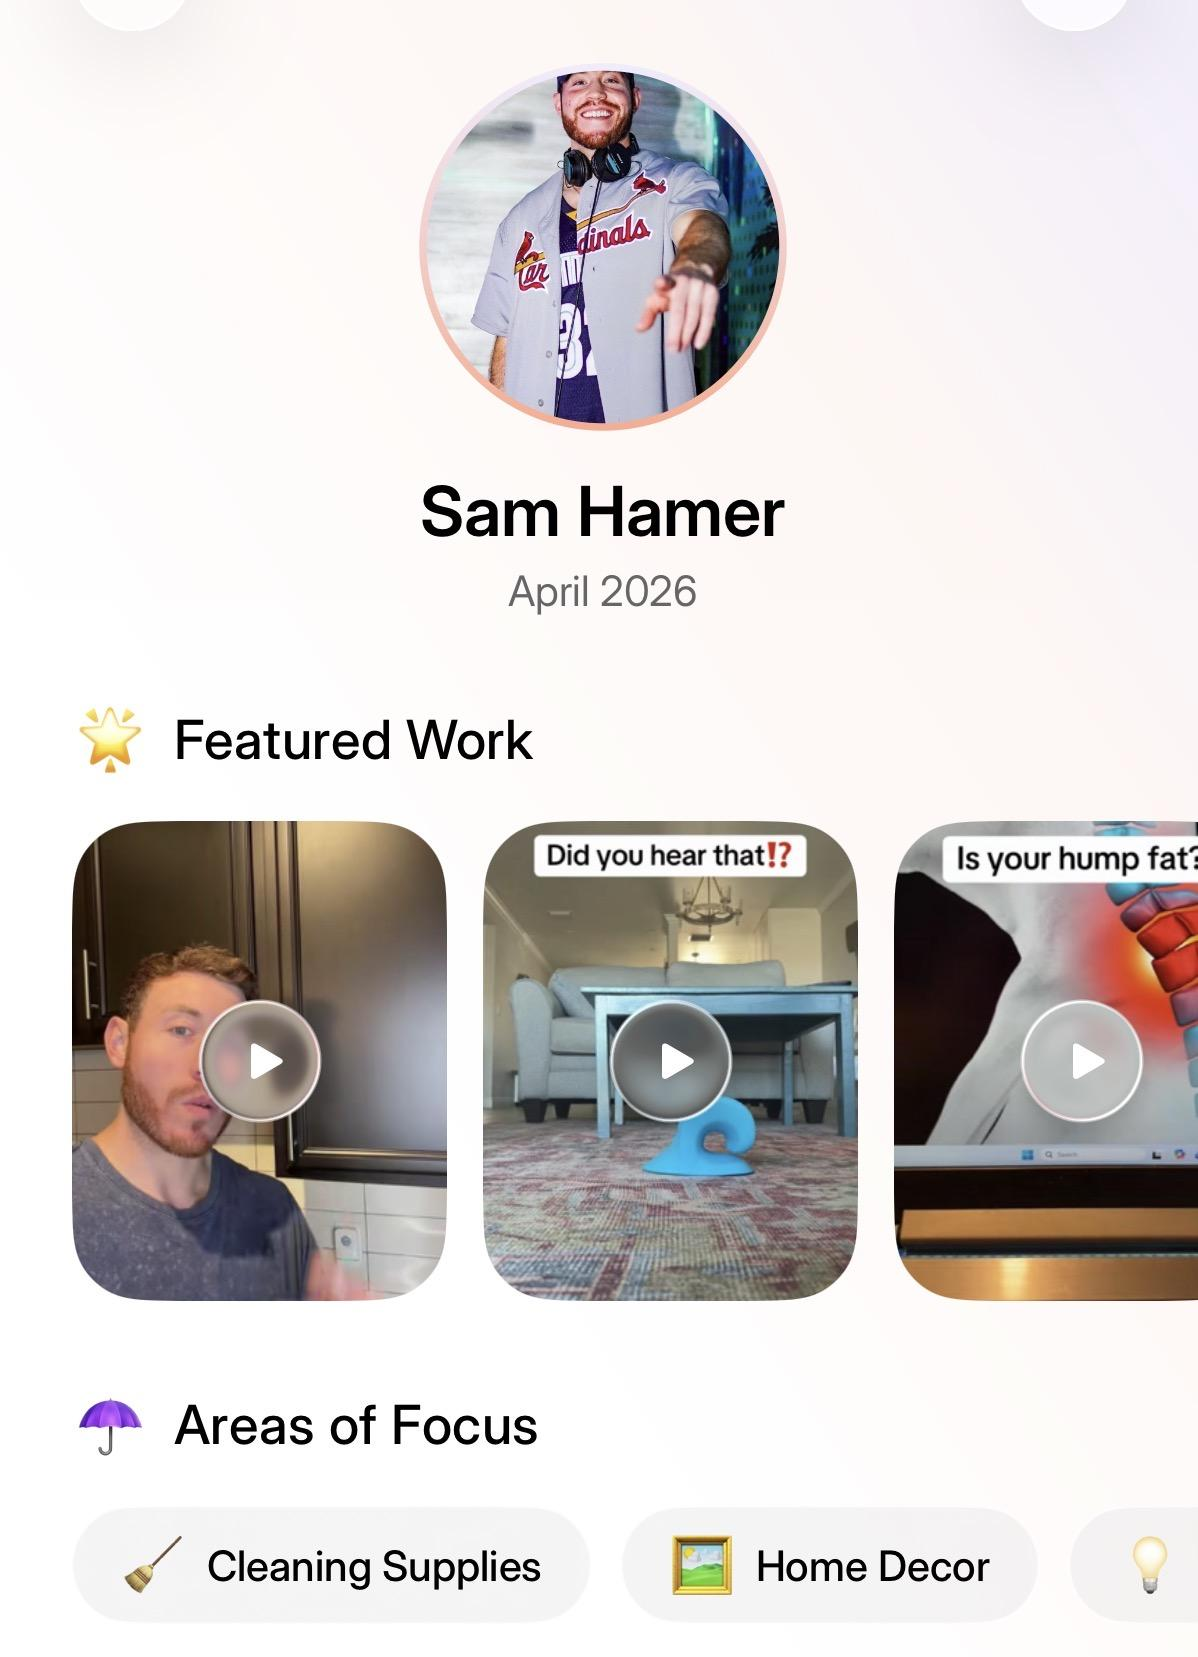 Cardinals
Sam Hamer
April 2026
Featured Work
Did you hear that⁉️
Is your hump fat?
Search
Areas of Focus
Cleaning Supplies
Home Decor